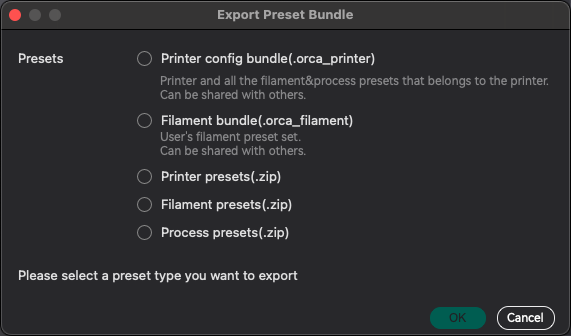 Export Preset Bundle
Presets
Printer config bundle(.orca_printer)
Printer and all the filament&process presets that belongs to the printer.
Can be shared with others.
Filament bundle(.orca_filament)
User's filament preset set.
Can be shared with others.
Printer presets(.zip)
Filament presets(.zip)
Process presets(.zip)
Please select a preset type you want to export
OK
Cancel